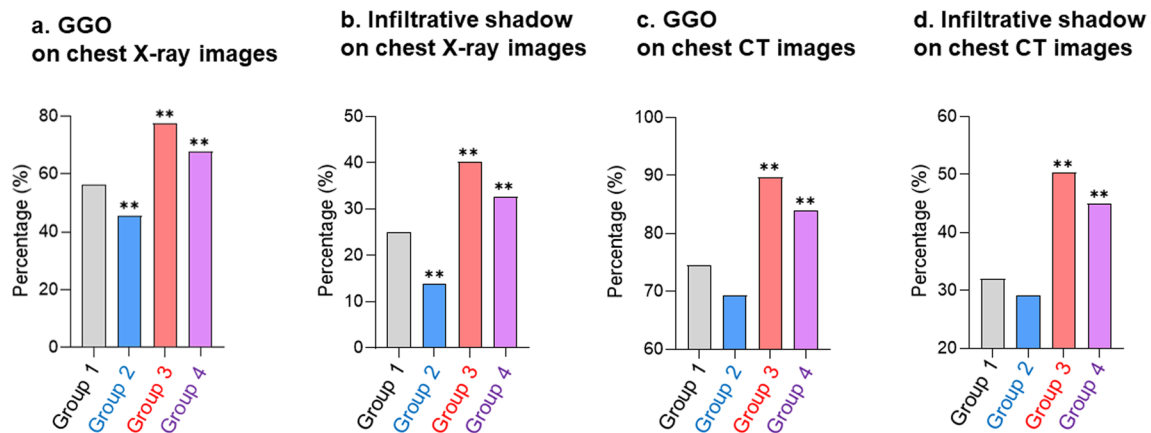 a. GGO
on chest X-ray images
80
60
40
20
0
Percentage (%)
**
**
**
Group 1
Group 2
Group 3
Group 4
b. Infiltrative shadow
on chest X-ray images
50
40
30
20
10
0
Percentage (%)
**
**
**
Group 1
Group 2
Group 3
Group 4
c. GGO
on chest CT images
100
90
80
70
60
Percentage (%)
**
**
Group 1
Group 2
Group 3
Group 4
d. Infiltrative shadow
on chest CT images
60
50
40
30
20
Percentage (%)
**
**
Group 1
Group 2
Group 3
Group 4